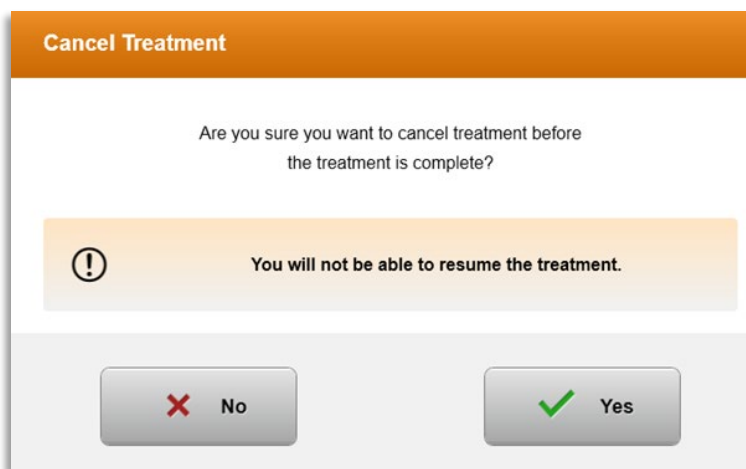 Cancel Treatment
Are you sure you want to cancel treatment before
the treatment is complete?
You will not be able to resume the treatment.
No
Yes